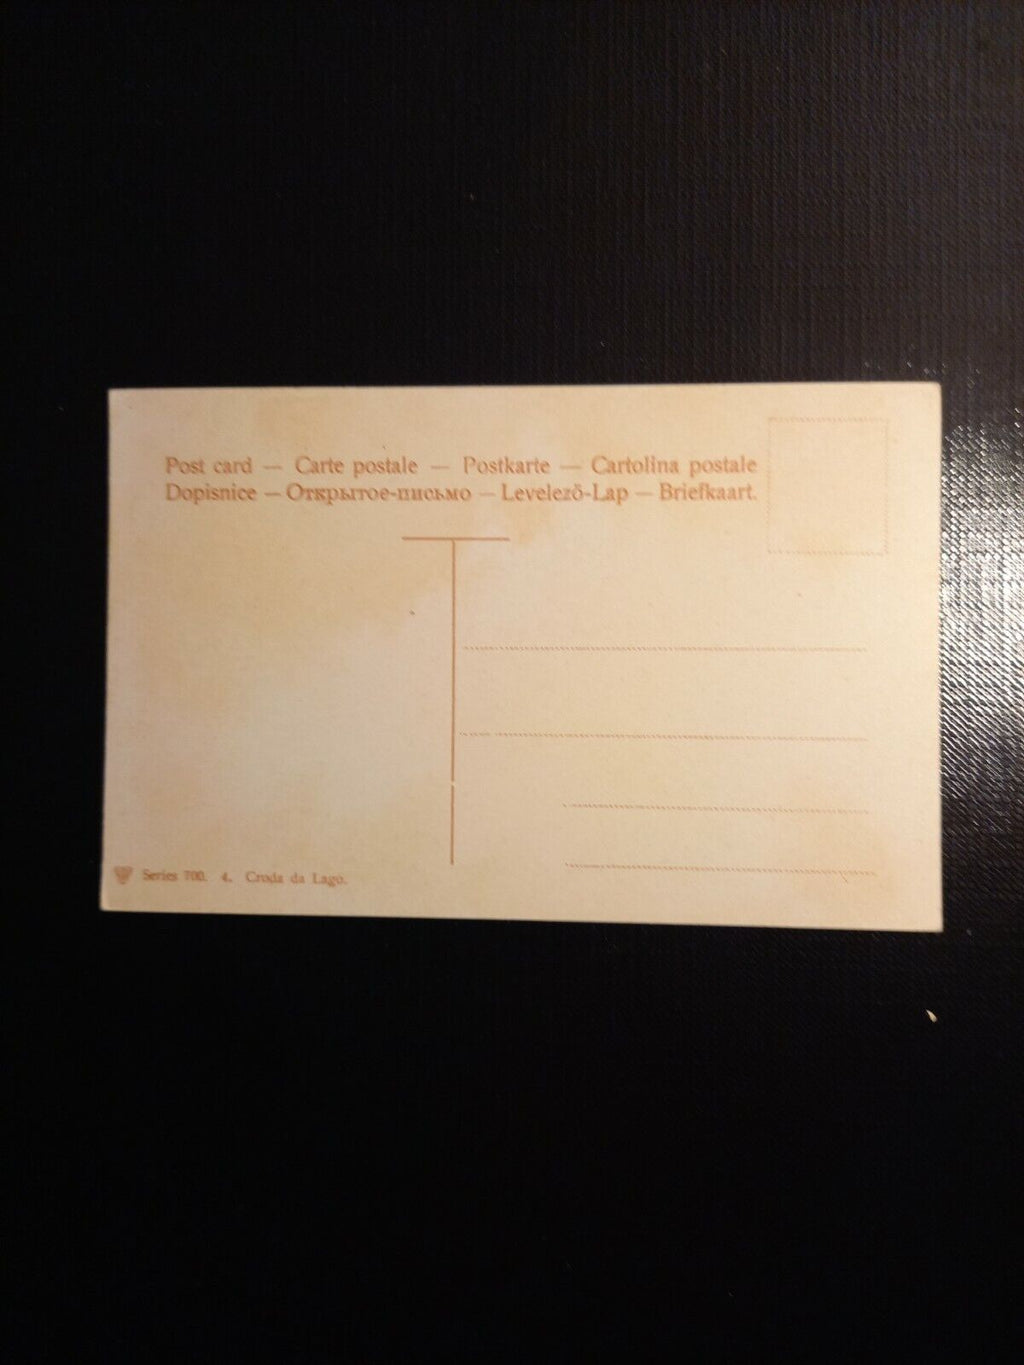 Post card — Carte postale — Postkarte — Cartolina postale
Dopisnice — Открытое-письмо — Levelező-Lap — Briefkaart.
Series 700. 4. Croda da Lago.